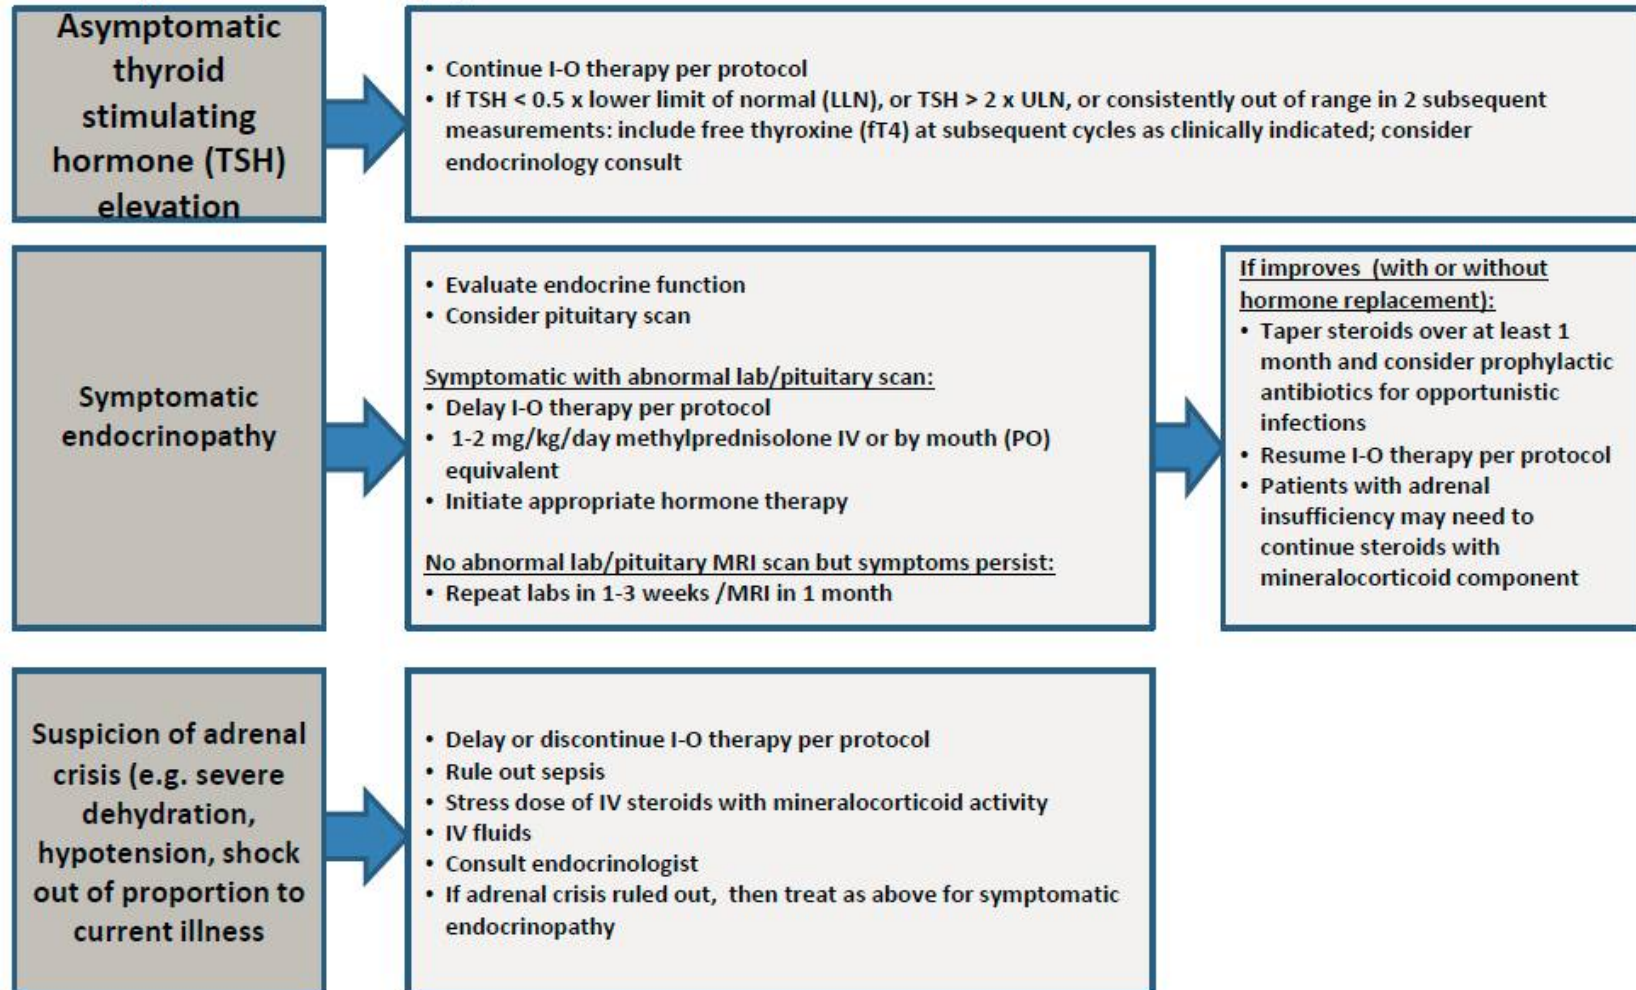 Asymptomatic
thyroid
stimulating
hormone (TSH)
elevation
• Continue I-O therapy per protocol
• If TSH < 0.5 x lower limit of normal (LLN), or TSH > 2 x ULN, or consistently out of range in 2 subsequent
measurements: include free thyroxine (fT4) at subsequent cycles as clinically indicated; consider
endocrinology consult
Symptomatic
endocrinopathy
• Evaluate endocrine function
• Consider pituitary scan
Symptomatic with abnormal lab/pituitary scan:
• Delay I-O therapy per protocol
• 1-2 mg/kg/day methylprednisolone IV or by mouth (PO)
equivalent
• Initiate appropriate hormone therapy
No abnormal lab/pituitary MRI scan but symptoms persist:
• Repeat labs in 1-3 weeks /MRI in 1 month
If improves (with or without
hormone replacement):
• Taper steroids over at least 1
month and consider prophylactic
antibiotics for opportunistic
infections
• Resume I-O therapy per protocol
• Patients with adrenal
insufficiency may need to
continue steroids with
mineralocorticoid component
Suspicion of adrenal
crisis (e.g. severe
dehydration,
hypotension, shock
out of proportion to
current illness
• Delay or discontinue I-O therapy per protocol
• Rule out sepsis
• Stress dose of IV steroids with mineralocorticoid activity
• IV fluids
• Consult endocrinologist
• If adrenal crisis ruled out, then treat as above for symptomatic
endocrinopathy